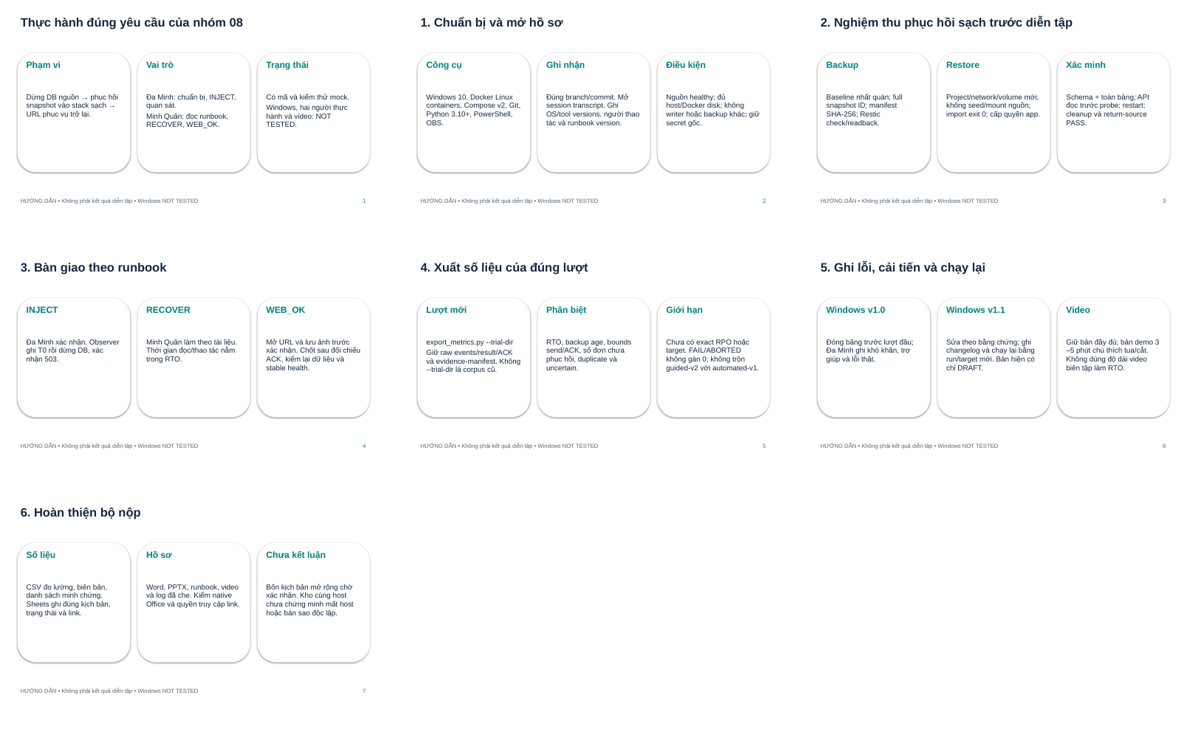 Thực hành đúng yêu cầu của nhóm 08
Phạm vi
Dừng DB nguồn → phục hồi
snapshot vào stack sạch →
URL phục vụ trở lại.
Vai trò
Đa Minh: chuẩn bị, INJECT,
quan sát.
Minh Quân: đọc runbook,
RECOVER, WEB_OK.
Trạng thái
Có mã và kiểm thử mock.
Windows, hai người thực
hành và video: NOT
TESTED.
HƯỚNG DẪN • Không phải kết quả diễn tập • Windows NOT TESTED
1
1. Chuẩn bị và mở hồ sơ
Công cụ
Windows 10, Docker Linux
containers, Compose v2, Git,
Python 3.10+, PowerShell,
OBS.
Ghi nhận
Đúng branch/commit. Mở
session transcript. Ghi
OS/tool versions, người thao
tác và runbook version.
Điều kiện
Nguồn healthy; đủ
host/Docker disk; không
writer hoặc backup khác; giữ
secret gốc.
HƯỚNG DẪN • Không phải kết quả diễn tập • Windows NOT TESTED
2
2. Nghiệm thu phục hồi sạch trước diễn tập
Backup
Baseline nhất quán; full
snapshot ID; manifest
SHA-256; Restic
check/readback.
Restore
Project/network/volume mới;
không seed/mount nguồn;
import exit 0; cấp quyền app.
Xác minh
Schema + toàn bảng; API
đọc trước probe; restart;
cleanup và return-source
PASS.
HƯỚNG DẪN • Không phải kết quả diễn tập • Windows NOT TESTED
3
3. Bàn giao theo runbook
INJECT
Đa Minh xác nhận. Observer
ghi T0 rồi dừng DB, xác
nhận 503.
RECOVER
Minh Quân làm theo tài liệu.
Thời gian đọc/thao tác nằm
trong RTO.
WEB_OK
Mở URL và lưu ảnh trước
xác nhận. Chốt sau đối chiếu
ACK, kiểm lại dữ liệu và
stable health.
HƯỚNG DẪN • Không phải kết quả diễn tập • Windows NOT TESTED
4
4. Xuất số liệu của đúng lượt
Lượt mới
export_metrics.py --trial-dir
Giữ raw events/result/ACK
và evidence-manifest. Không
--trial-dir là corpus cũ.
Phân biệt
RTO, backup age, bounds
send/ACK, số đơn chưa
phục hồi, duplicate và
uncertain.
Giới hạn
Chưa có exact RPO hoặc
target. FAIL/ABORTED
không gán 0; không trộn
guided-v2 với automated-v1.
HƯỚNG DẪN • Không phải kết quả diễn tập • Windows NOT TESTED
5
5. Ghi lỗi, cải tiến và chạy lại
Windows v1.0
Đóng băng trước lượt đầu;
Đa Minh ghi khó khăn, trợ
giúp và lỗi thật.
Windows v1.1
Sửa theo bằng chứng; ghi
changelog và chạy lại bằng
run/target mới. Bản hiện có
chỉ DRAFT.
Video
Giữ bản đầy đủ; bản demo 3
–5 phút chú thích tua/cắt.
Không dùng độ dài video
biên tập làm RTO.
HƯỚNG DẪN • Không phải kết quả diễn tập • Windows NOT TESTED
6
6. Hoàn thiện bộ nộp
Số liệu
CSV đo lường, biên bản,
danh sách minh chứng.
Sheets ghi đúng kịch bản,
trạng thái và link.
Hồ sơ
Word, PPTX, runbook, video
và log đã che. Kiểm native
Office và quyền truy cập link.
Chưa kết luận
Bốn kịch bản mở rộng chờ
xác nhận. Kho cùng host
chưa chứng minh mất host
hoặc bản sao độc lập.
HƯỚNG DẪN • Không phải kết quả diễn tập • Windows NOT TESTED
7